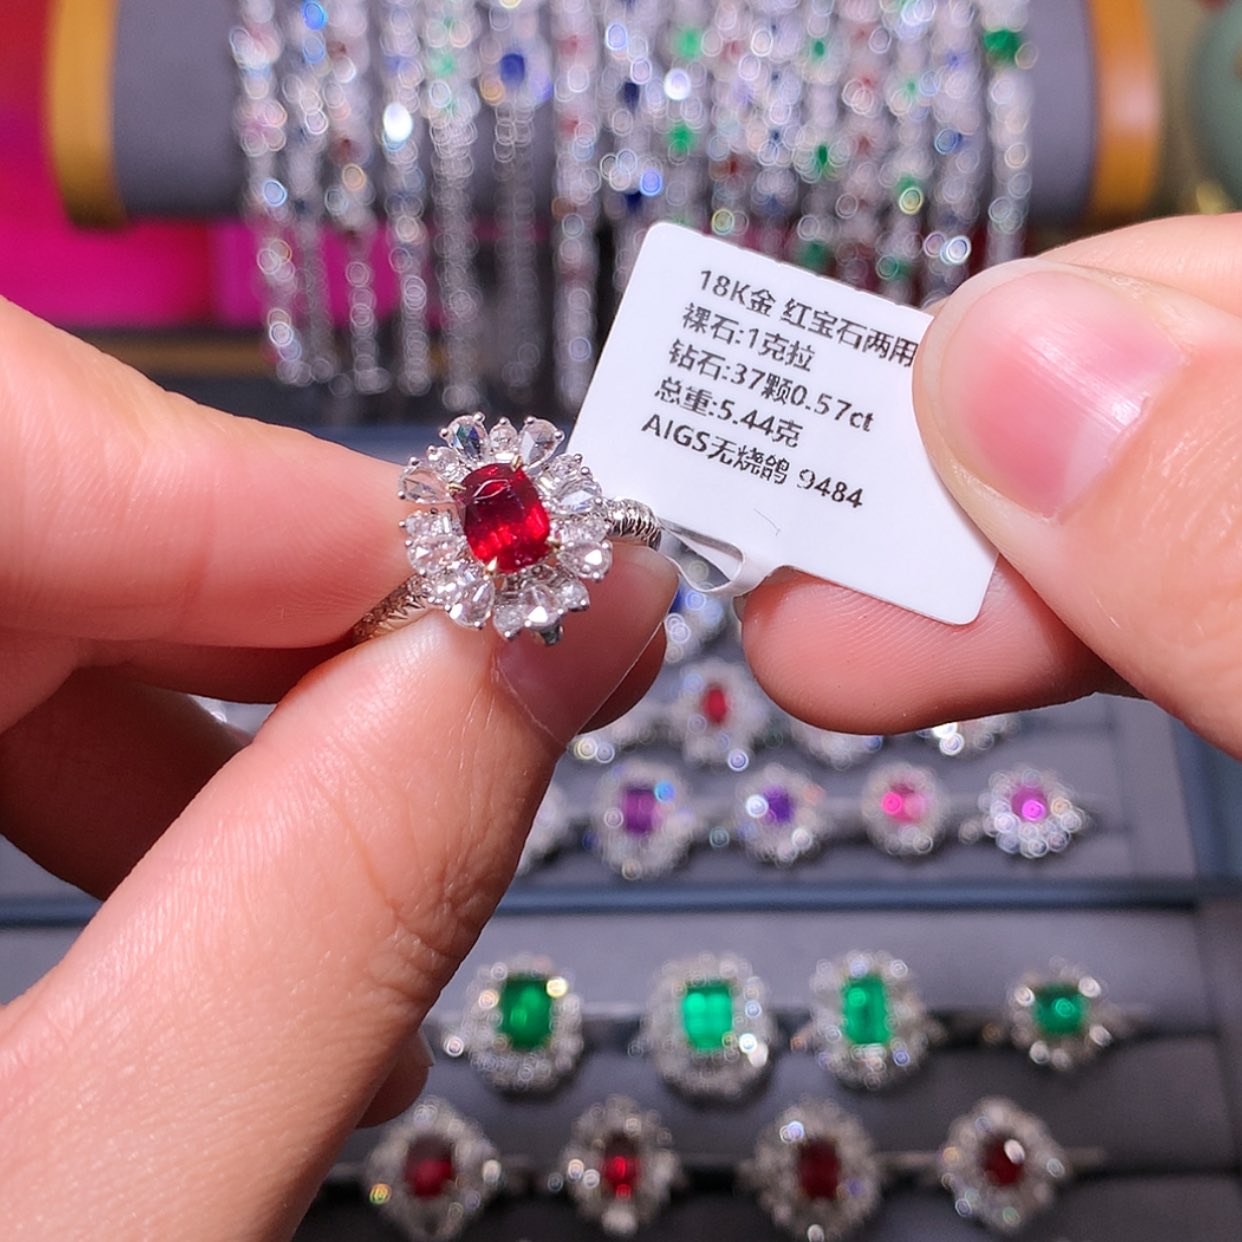 18K金 红宝石两用
裸石:1克拉
钻石:37颗0.57ct
总重:5.44克
AIGS无烧鸽 9484